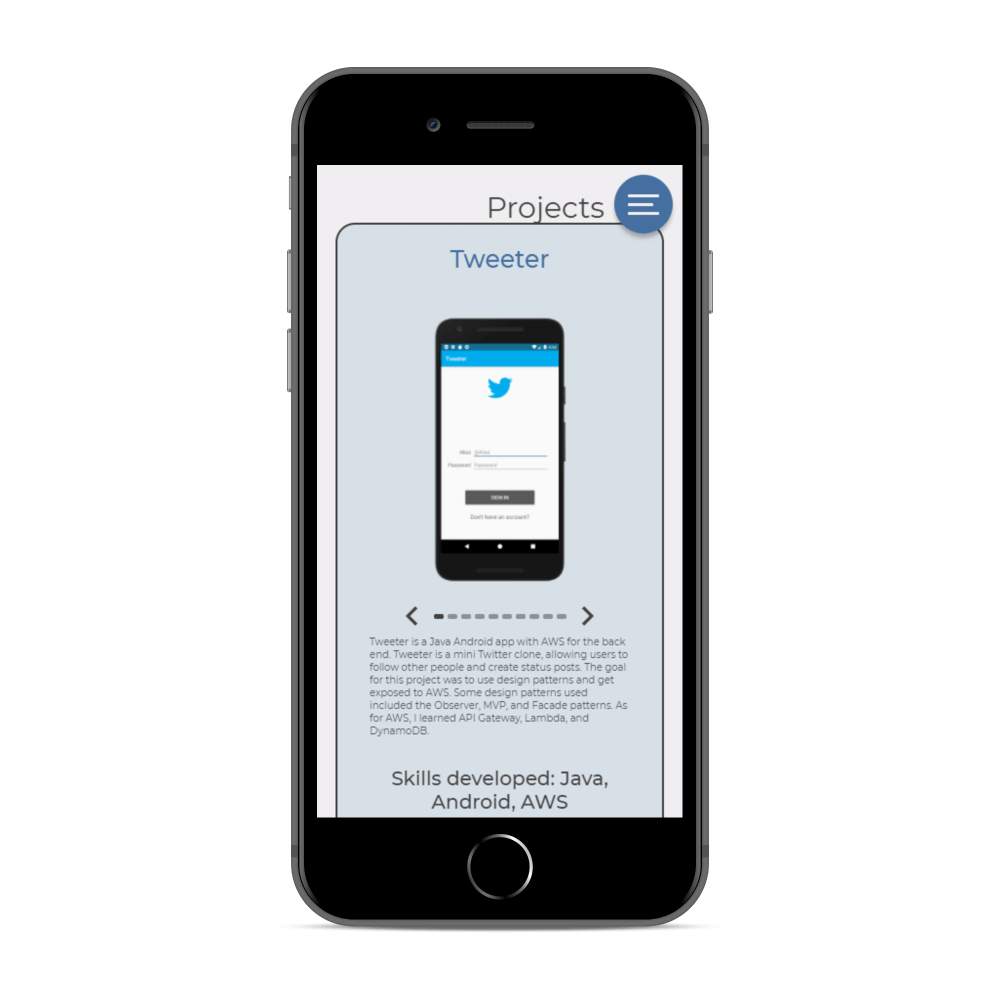 Projects
Tweeter
Tweeter
Alias
Password
Password
SIGN IN
Don't have an account?
Tweeter is a Java Android app with AWS for the back
end. Tweeter is a mini Twitter clone, allowing users to
follow other people and create status posts. The goal
for this project was to use design patterns and get
exposed to AWS. Some design patterns used
included the Observer, MVP, and Facade patterns. As
for AWS, I learned API Gateway, Lambda, and
DynamoDB.
Skills developed: Java,
Android, AWS